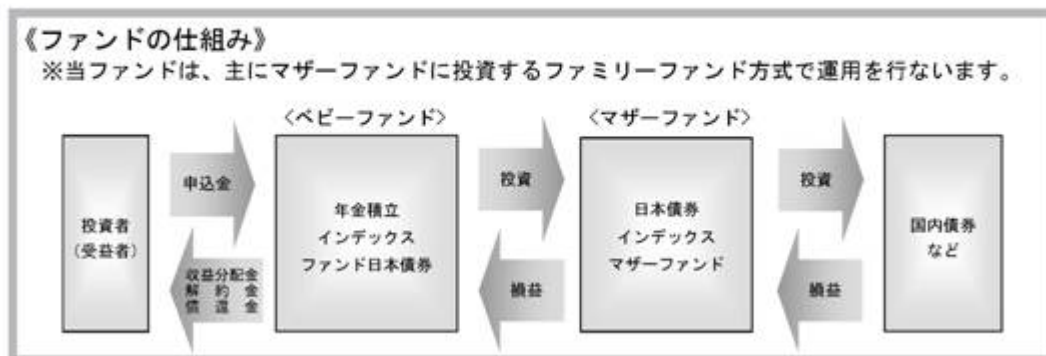 《ファンドの仕組み》
※当ファンドは、主にマザーファンドに投資するファミリーファンド方式で運用を行ないます。
〈ベビーファンド〉
〈マザーファンド〉
投資者
（受益者）
申込金
収益分配金
解約金
償還金
年金積立
インデックス
ファンド日本債券
投資
損益
日本債券
インデックス
マザーファンド
投資
損益
国内債券
など